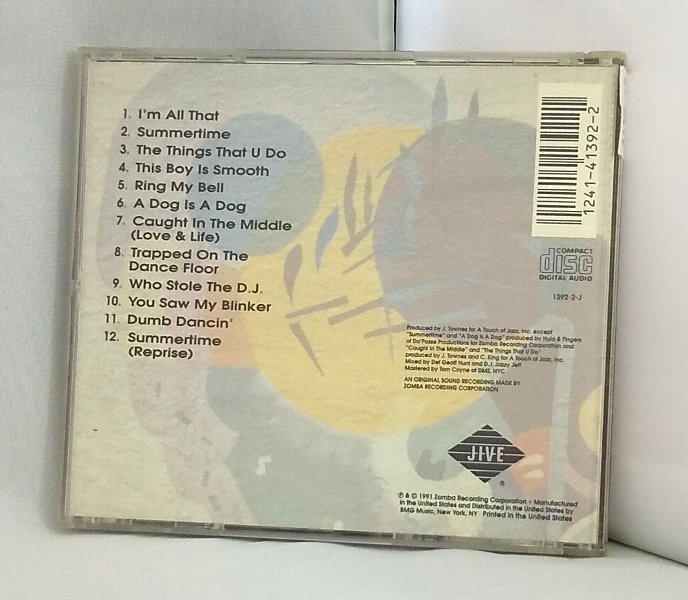 1. I'm All That
2. Summertime
3. The Things That U Do
4. This Boy Is Smooth
5. Ring My Bell
6. A Dog Is A Dog
7. Caught In The Middle
(Love & Life)
8. Trapped On The
Dance Floor
9. Who Stole The D.J.
10. You Saw My Blinker
11. Dumb Dancin'
12. Summertime
(Reprise)
1241-41392-2
COMPACT
disc
DIGITAL AUDIO
1392-2-J
Produced by J. Townes for A Touch of Jazz, Inc. except
"Summertime" and "A Dog Is A Dog" produced by Hula & Fingers
of Da'Posse Productions for Zomba Recording Corporation and
"Caught In The Middle" and "The Things That U Do"
produced by J. Townes and C. King for A Touch of Jazz, Inc.
Mixed by Def Geoff Hunt and D.J. Jazzy Jeff
Mastered by Tom Coyne at DMS, NYC
AN ORIGINAL SOUND RECORDING MADE BY
ZOMBA RECORDING CORPORATION
JIVE
®
℗ & © 1991 Zomba Recording Corporation • Manufactured
in the United States and Distributed in the United States by
BMG Music, New York, NY Printed in the United States